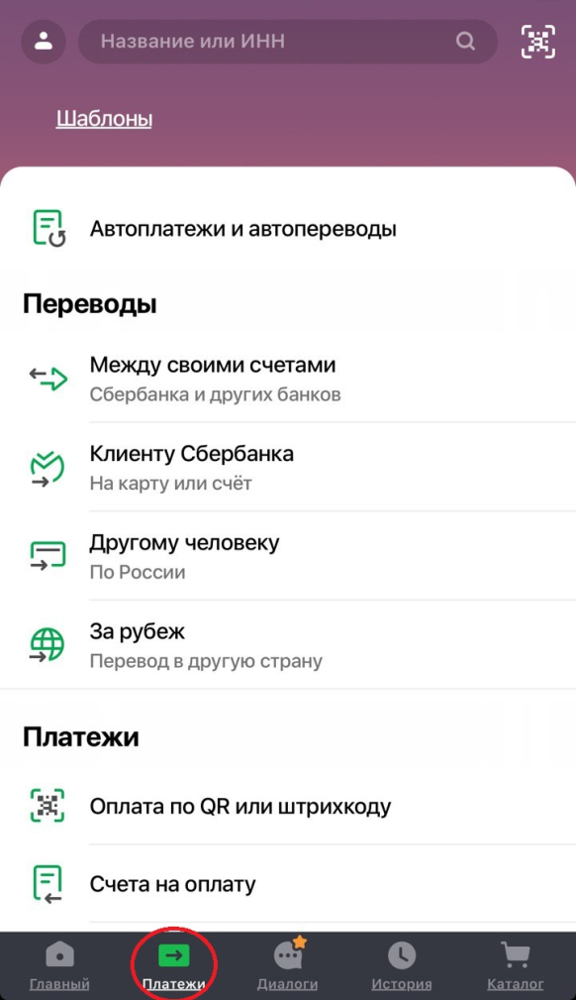 Название или ИНН
Шаблоны
Автоплатежи и автопереводы
Переводы
Между своими счетами
Сбербанка и других банков
Клиенту Сбербанка
На карту или счёт
Другому человеку
По России
За рубеж
Перевод в другую страну
Платежи
Оплата по QR или штрихкоду
Счета на оплату
Главный Платежи Диалоги История Каталог